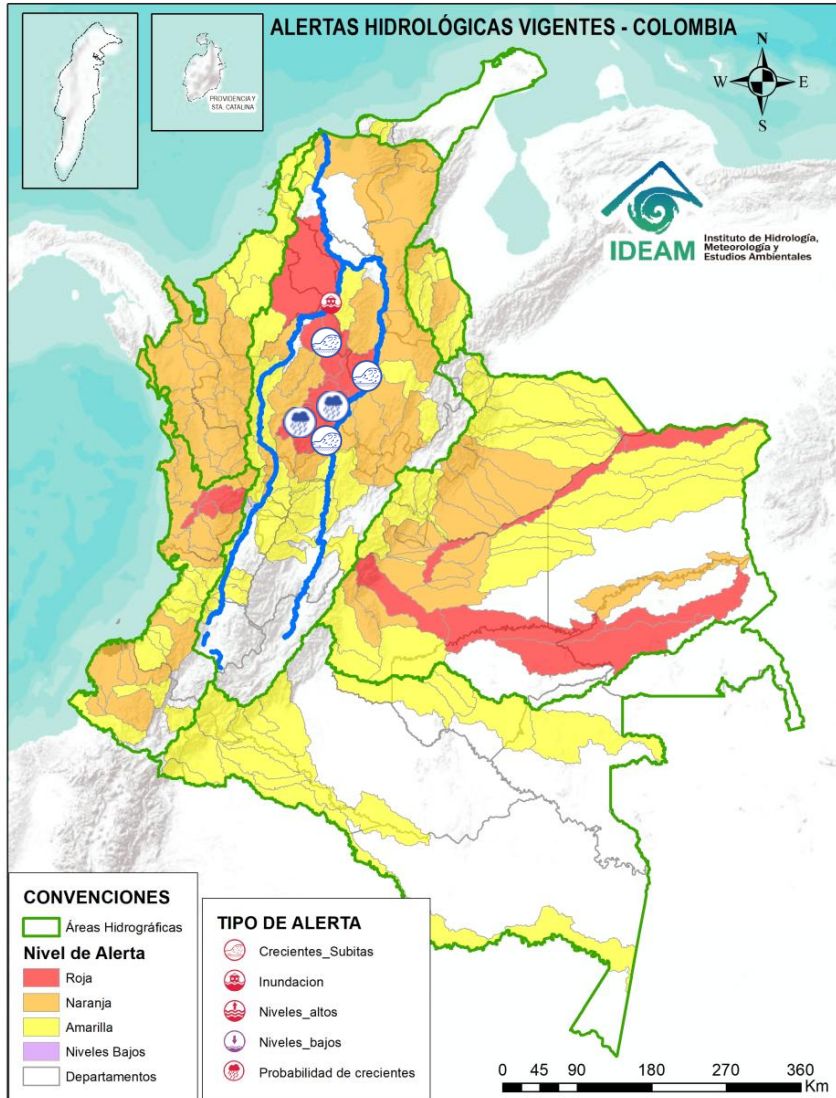 ALERTAS HIDROLÓGICAS VIGENTES - COLOMBIA
PROVIDENCIA Y
STA. CATALINA
N
W
E
S
IDEAM
Instituto de Hidrología,
Meteorología y
Estudios Ambientales
CONVENCIONES
Áreas Hidrográficas
Nivel de Alerta
Roja
Naranja
Amarilla
Niveles Bajos
Departamentos
TIPO DE ALERTA
Crecientes_Subitas
Inundacion
Niveles_altos
Niveles_bajos
Probabilidad de crecientes
0 45 90 180 270 360
Km